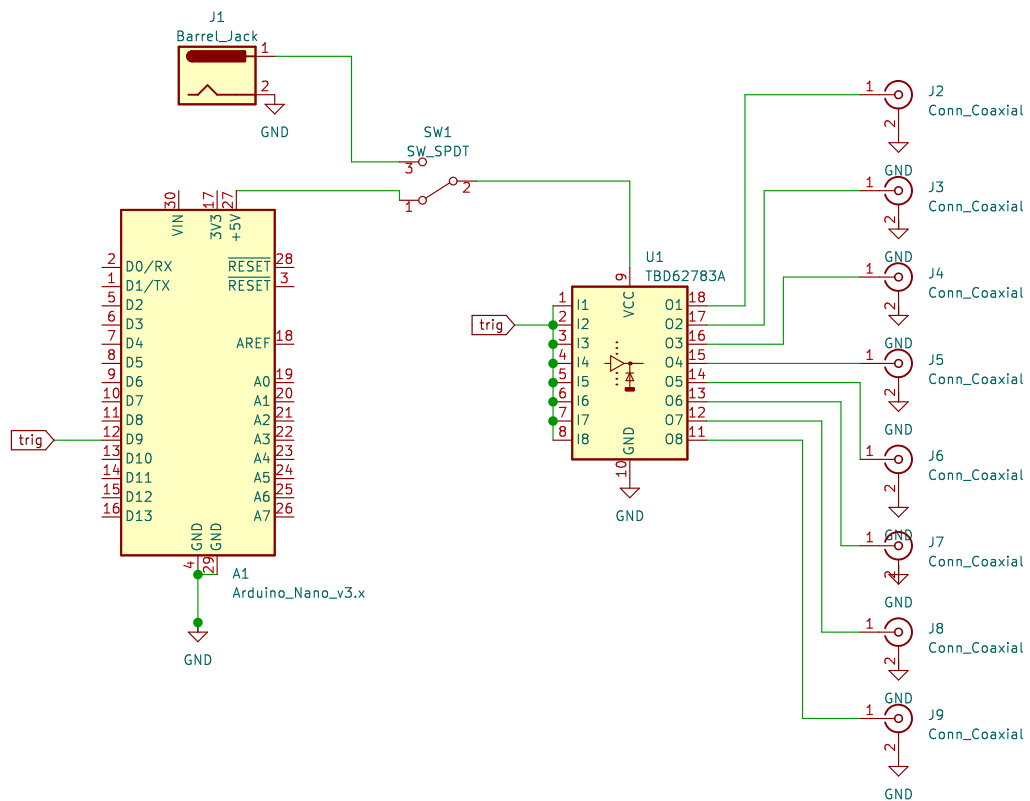 J1
Barrel_Jack
1
2
GND
SW1
SW_SPDT
3
2
1
30
17
27
VIN
3V3
+5V
2 D0/RX RESET 28
1 D1/TX RESET 3
5 D2
6 D3
7 D4 AREF 18
8 D5
9 D6 A0 19
10 D7 A1 20
11 D8 A2 21
trig 12 D9 A3 22
13 D10 A4 23
14 D11 A5 24
15 D12 A6 25
16 D13 A7 26
GND GND
4 29
A1
Arduino_Nano_v3.x
GND
U1
TBD62783A
9
VCC
1 I1 O1 18
trig 2 I2 O2 17
3 I3 O3 16
4 I4 O4 15
5 I5 O5 14
6 I6 O6 13
7 I7 O7 12
8 I8 O8 11
GND
10
GND
1 J2
Conn_Coaxial
2
GND
1 J3
Conn_Coaxial
2
GND
1 J4
Conn_Coaxial
2
GND
1 J5
Conn_Coaxial
2
GND
1 J6
Conn_Coaxial
2
GND
1 J7
Conn_Coaxial
2
GND
1 J8
Conn_Coaxial
2
GND
1 J9
Conn_Coaxial
2
GND